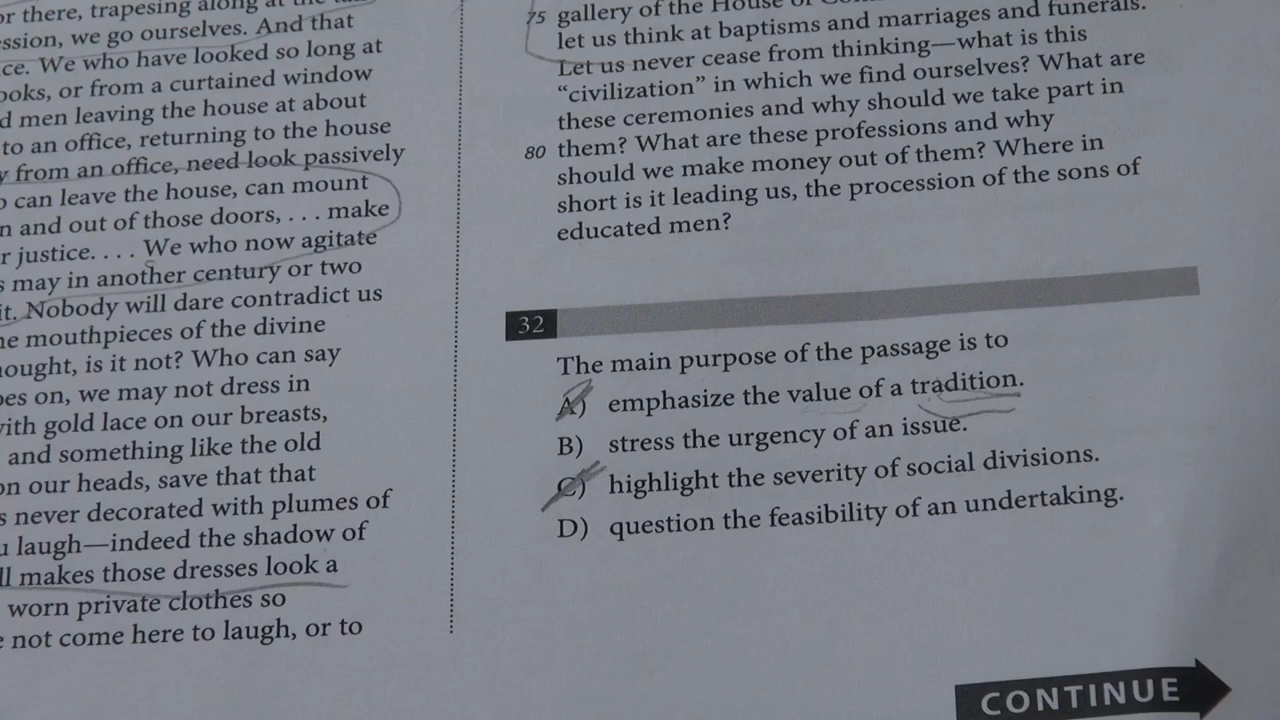 or there, trapesing along at the
ssion, we go ourselves. And that
ce. We who have looked so long at
ooks, or from a curtained window
d men leaving the house at about
to an office, returning to the house
y from an office, need look passively
o can leave the house, can mount
n and out of those doors, . . . make
r justice. . . . We who now agitate
s may in another century or two
it. Nobody will dare contradict us
he mouthpieces of the divine
hought, is it not? Who can say
oes on, we may not dress in
with gold lace on our breasts,
and something like the old
on our heads, save that that
s never decorated with plumes of
u laugh—indeed the shadow of
ll makes those dresses look a
worn private clothes so
e not come here to laugh, or to
75 gallery of the House of
let us think at baptisms and marriages and funerals.
Let us never cease from thinking—what is this
“civilization” in which we find ourselves? What are
these ceremonies and why should we take part in
80 them? What are these professions and why
should we make money out of them? Where in
short is it leading us, the procession of the sons of
educated men?
32
The main purpose of the passage is to
A) emphasize the value of a tradition.
B) stress the urgency of an issue.
C) highlight the severity of social divisions.
D) question the feasibility of an undertaking.
CONTINUE